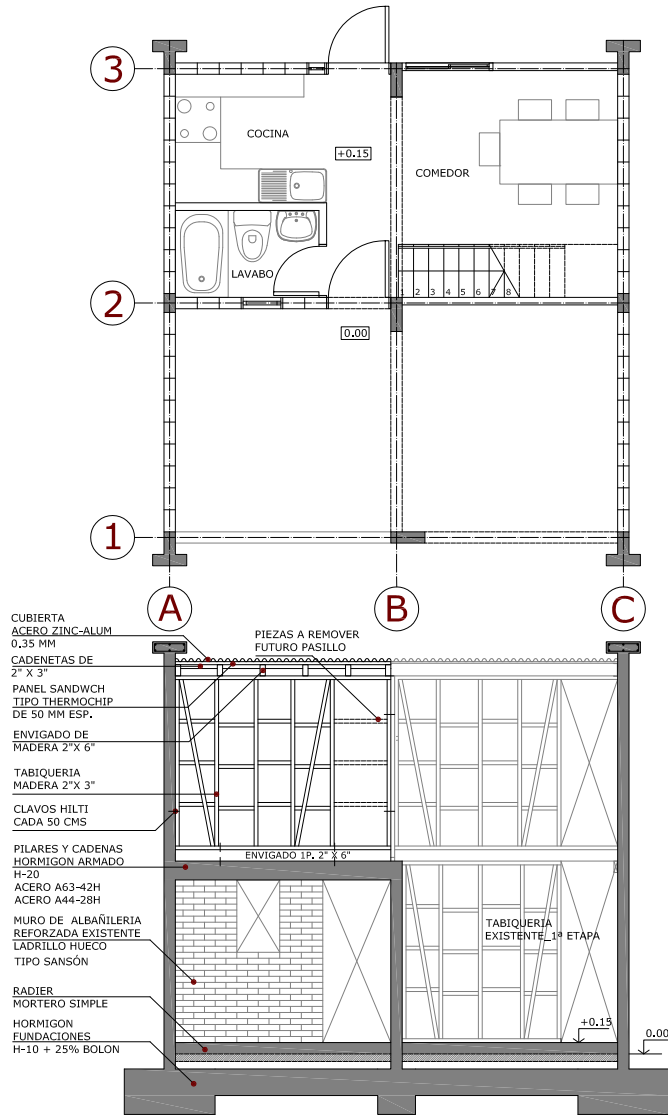 3
COCINA
+0.15
COMEDOR
LAVABO
2
1 2 3 4 5 6 7 8
0.00
1
A B C
CUBIERTA
ACERO ZINC-ALUM
0.35 MM
CADENETAS DE
2" X 3"
PANEL SANDWCH
TIPO THERMOCHIP
DE 50 MM ESP.
ENVIGADO DE
MADERA 2"X 6"
TABIQUERIA
MADERA 2"X 3"
CLAVOS HILTI
CADA 50 CMS
PILARES Y CADENAS
HORMIGON ARMADO
H-20
ACERO A63-42H
ACERO A44-28H
MURO DE ALBAÑILERIA
REFORZADA EXISTENTE
LADRILLO HUECO
TIPO SANSÓN
RADIER
MORTERO SIMPLE
HORMIGON
FUNDACIONES
H-10 + 25% BOLON
PIEZAS A REMOVER
FUTURO PASILLO
ENVIGADO 1P. 2" X 6"
TABIQUERIA
EXISTENTE_1ª ETAPA
+0.15
0.00